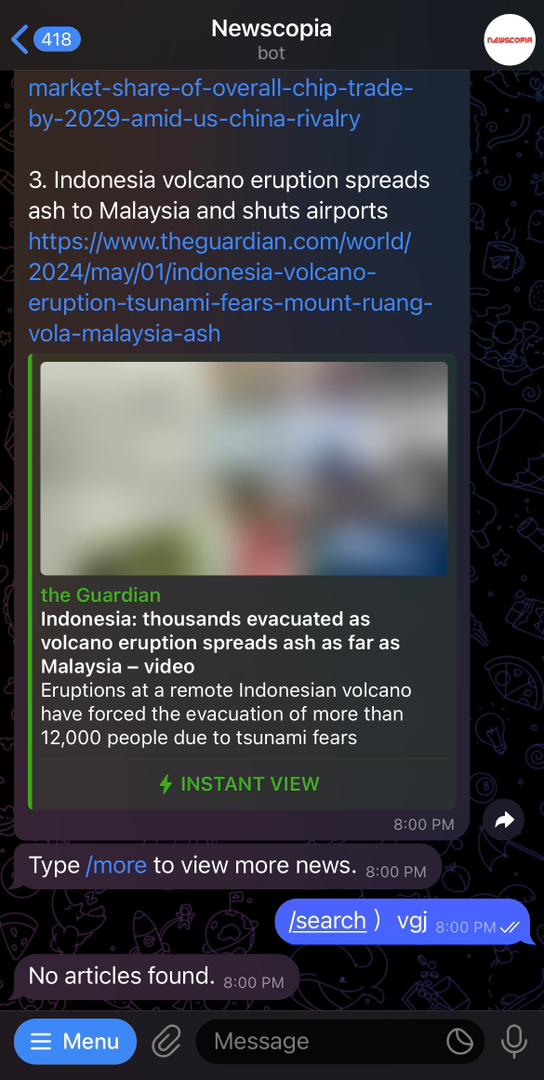 418
Newscopia
bot
NEWSCOPIA
market-share-of-overall-chip-trade-
by-2029-amid-us-china-rivalry
3. Indonesia volcano eruption spreads
ash to Malaysia and shuts airports
https://www.theguardian.com/world/
2024/may/01/indonesia-volcano-
eruption-tsunami-fears-mount-ruang-
vola-malaysia-ash
the Guardian
Indonesia: thousands evacuated as
volcano eruption spreads ash as far as
Malaysia – video
Eruptions at a remote Indonesian volcano
have forced the evacuation of more than
12,000 people due to tsunami fears
INSTANT VIEW
8:00 PM
Type /more to view more news. 8:00 PM
/search ) vgj 8:00 PM
No articles found. 8:00 PM
Menu
Message